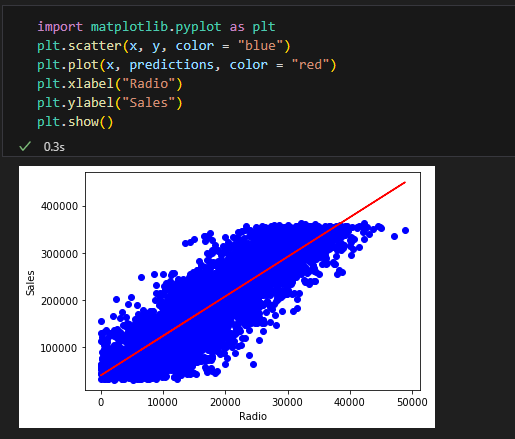 import matplotlib.pyplot as plt
plt.scatter(x, y, color = "blue")
plt.plot(x, predictions, color = "red")
plt.xlabel("Radio")
plt.ylabel("Sales")
plt.show()
0.3s
400000
300000
200000
100000
Sales
0 10000 20000 30000 40000 50000
Radio